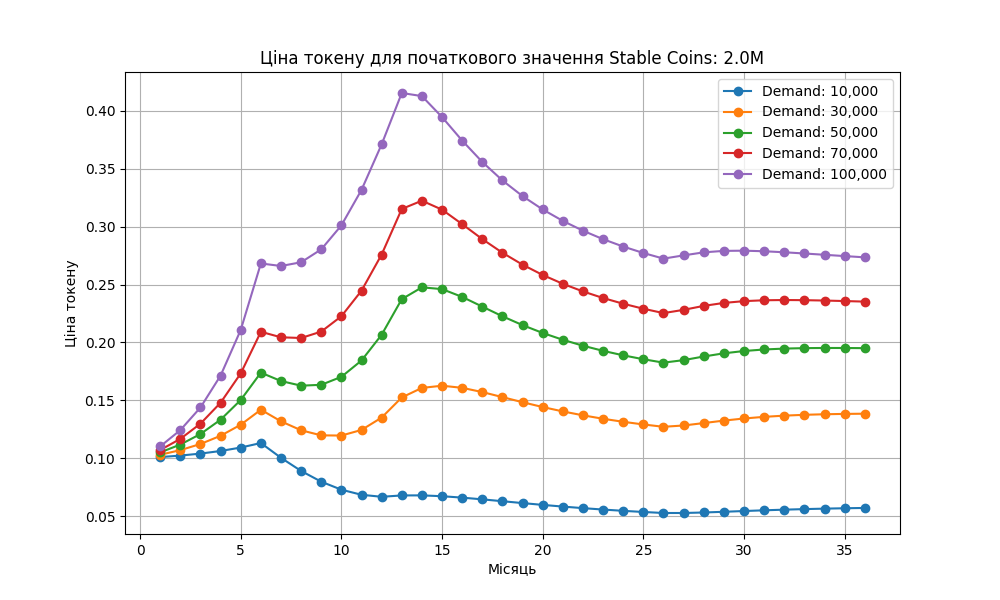 Ціна токену для початкового значення Stable Coins: 2.0M
Ціна токену
0.40
0.35
0.30
0.25
0.20
0.15
0.10
0.05
Demand: 10,000
Demand: 30,000
Demand: 50,000
Demand: 70,000
Demand: 100,000
0 5 10 15 20 25 30 35
Місяць